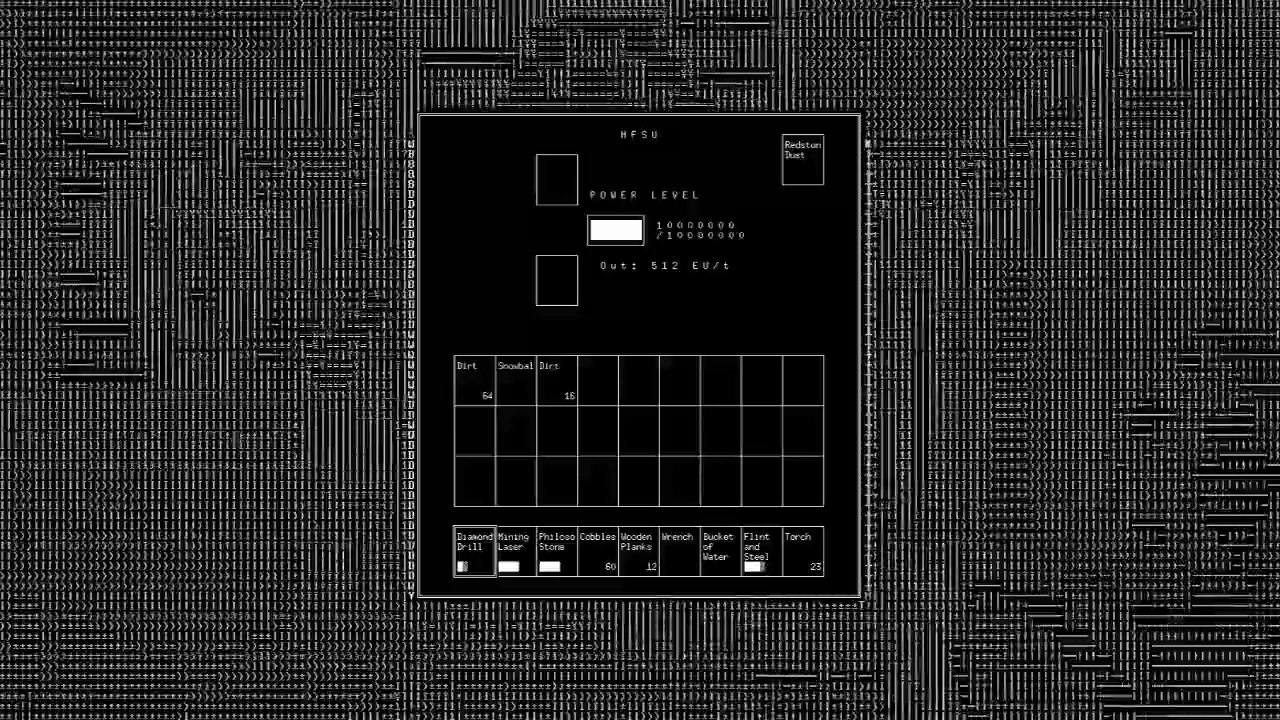 MFSU
Redston
Dust
POWER LEVEL
10000000
/10000000
Out: 512 EU/t
Dirt
64
Snowbal
Dirt
16
Diamond
Drill
Mining
Laser
Philoso
Stone
Cobbles
60
Wooden
Planks
12
Wrench
Bucket
of
Water
Flint
and
Steel
Torch
23